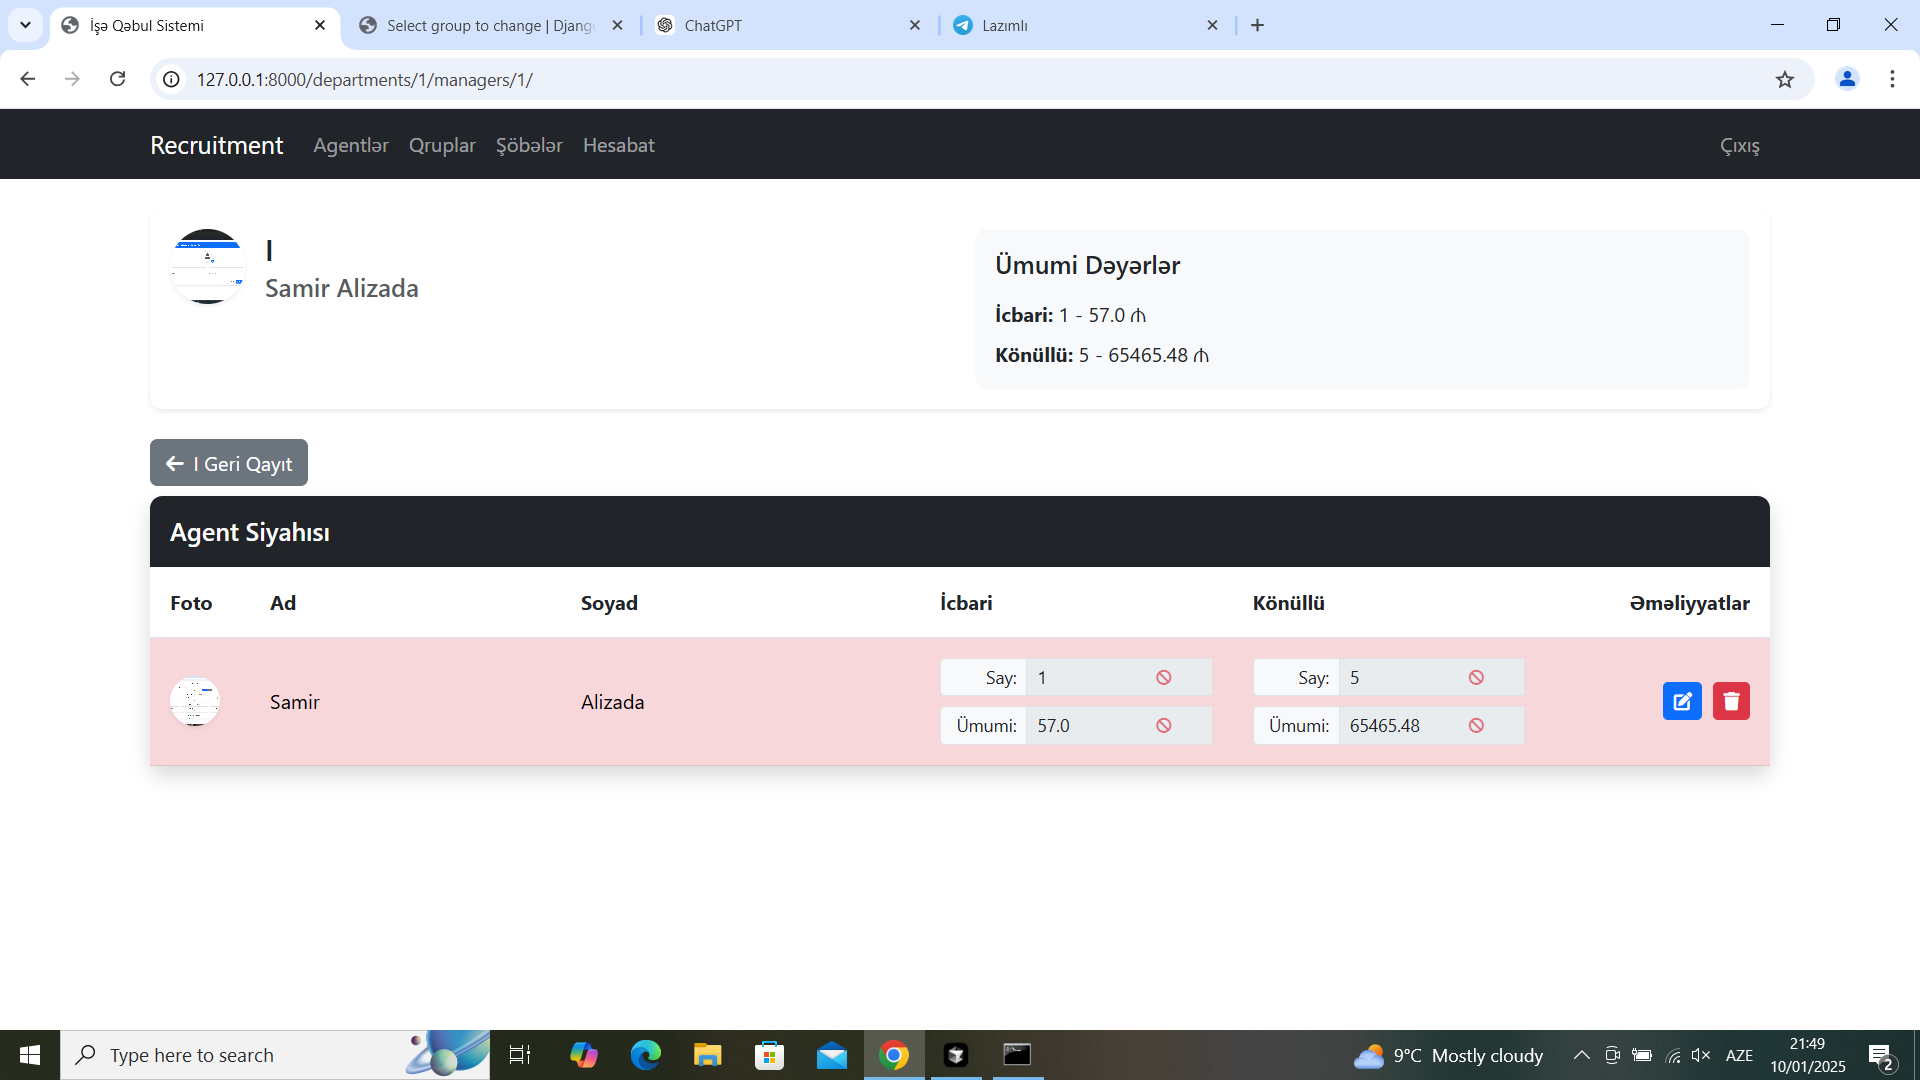 İşə Qəbul Sistemi
Select group to change | Djang
ChatGPT
Lazımlı
127.0.0.1:8000/departments/1/managers/1/
Recruitment Agentlər Qruplar Şöbələr Hesabat Çıxış
I
Samir Alizada
Ümumi Dəyərlər
İcbari: 1 - 57.0 ₼
Könüllü: 5 - 65465.48 ₼
I Geri Qayıt
Agent Siyahısı
Foto Ad Soyad İcbari Könüllü Əməliyyatlar
Samir Alizada
Say: 1
Ümumi: 57.0
Say: 5
Ümumi: 65465.48
Type here to search
9°C Mostly cloudy
AZE
21:49
10/01/2025
2